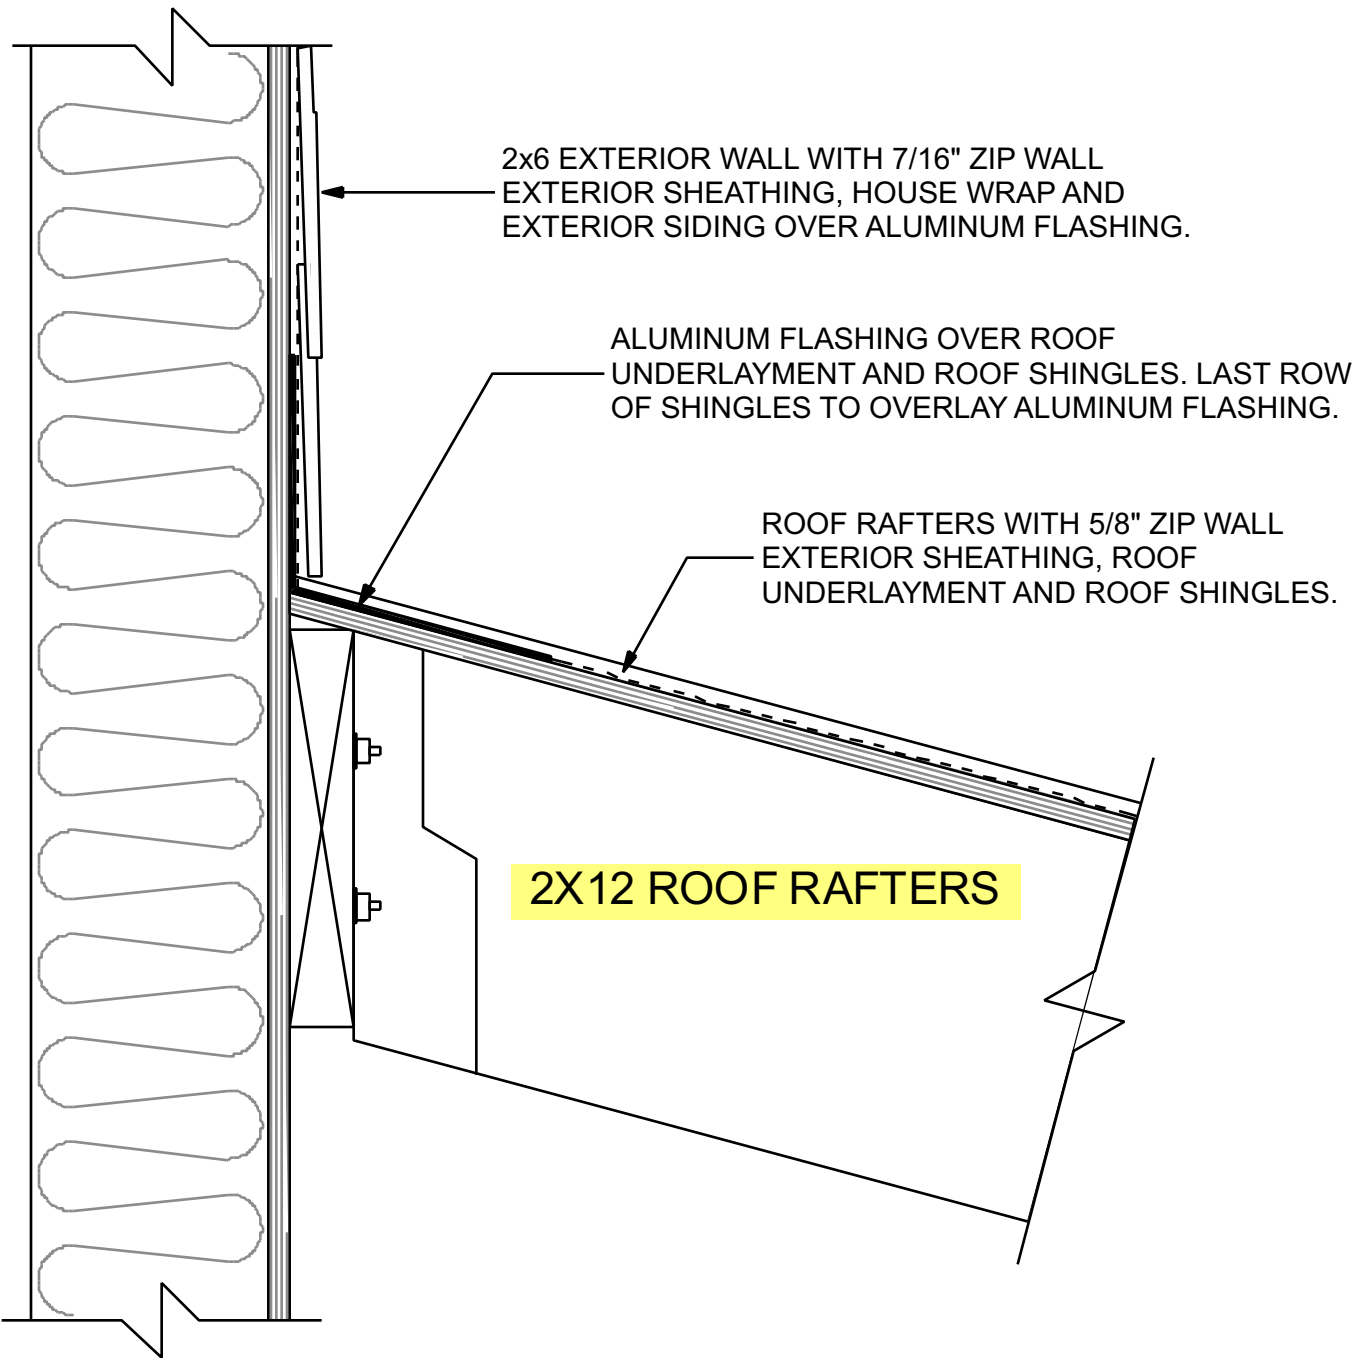 2x6 EXTERIOR WALL WITH 7/16" ZIP WALL
EXTERIOR SHEATHING, HOUSE WRAP AND
EXTERIOR SIDING OVER ALUMINUM FLASHING.
ALUMINUM FLASHING OVER ROOF
UNDERLAYMENT AND ROOF SHINGLES. LAST ROW
OF SHINGLES TO OVERLAY ALUMINUM FLASHING.
ROOF RAFTERS WITH 5/8" ZIP WALL
EXTERIOR SHEATHING, ROOF
UNDERLAYMENT AND ROOF SHINGLES.
2X12 ROOF RAFTERS